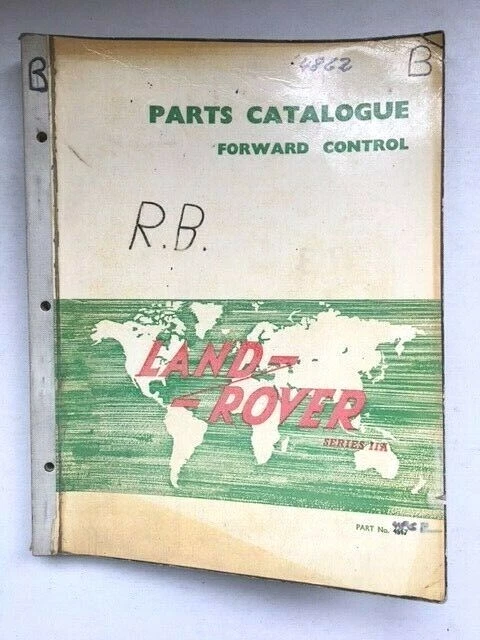 B
4862
B
PARTS CATALOGUE
FORWARD CONTROL
R.B.
LAND-
ROVER
SERIES IIA
PART No.